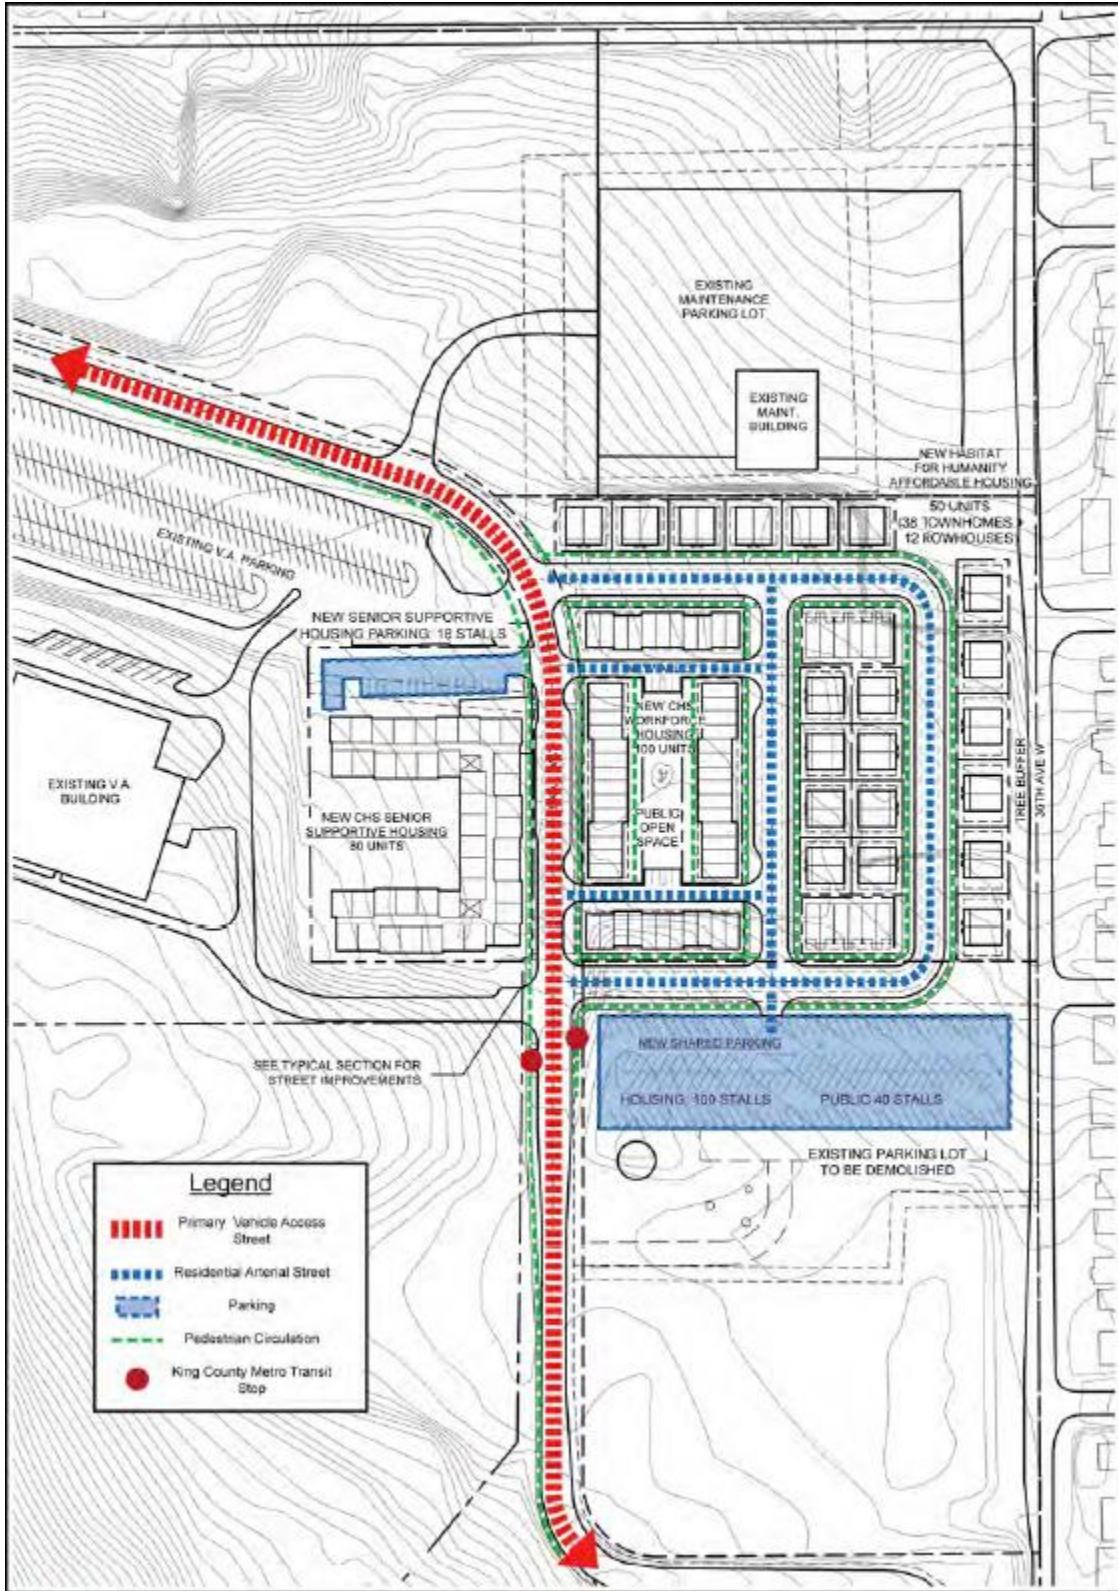 EXISTING
MAINTENANCE
PARKING LOT
EXISTING
MAINT.
BUILDING
NEW HABITAT
FOR HUMANITY
AFFORDABLE HOUSING
50 UNITS
(38 TOWNHOMES,
12 ROWHOUSES)
EXISTING V.A. PARKING
NEW SENIOR SUPPORTIVE
HOUSING PARKING: 18 STALLS
NEW CHS
WORKFORCE
HOUSING
100 UNITS
PUBLIC
OPEN
SPACE
EXISTING V.A.
BUILDING
NEW CHS SENIOR
SUPPORTIVE HOUSING
80 UNITS
TREE BUFFER
36TH AVE W
SEE TYPICAL SECTION FOR
STREET IMPROVEMENTS
NEW SHARED PARKING
HOUSING: 100 STALLS
PUBLIC 40 STALLS
EXISTING PARKING LOT
TO BE DEMOLISHED
Legend
Primary Vehicle Access
Street
Residential Arterial Street
Parking
Pedestrian Circulation
King County Metro Transit
Stop